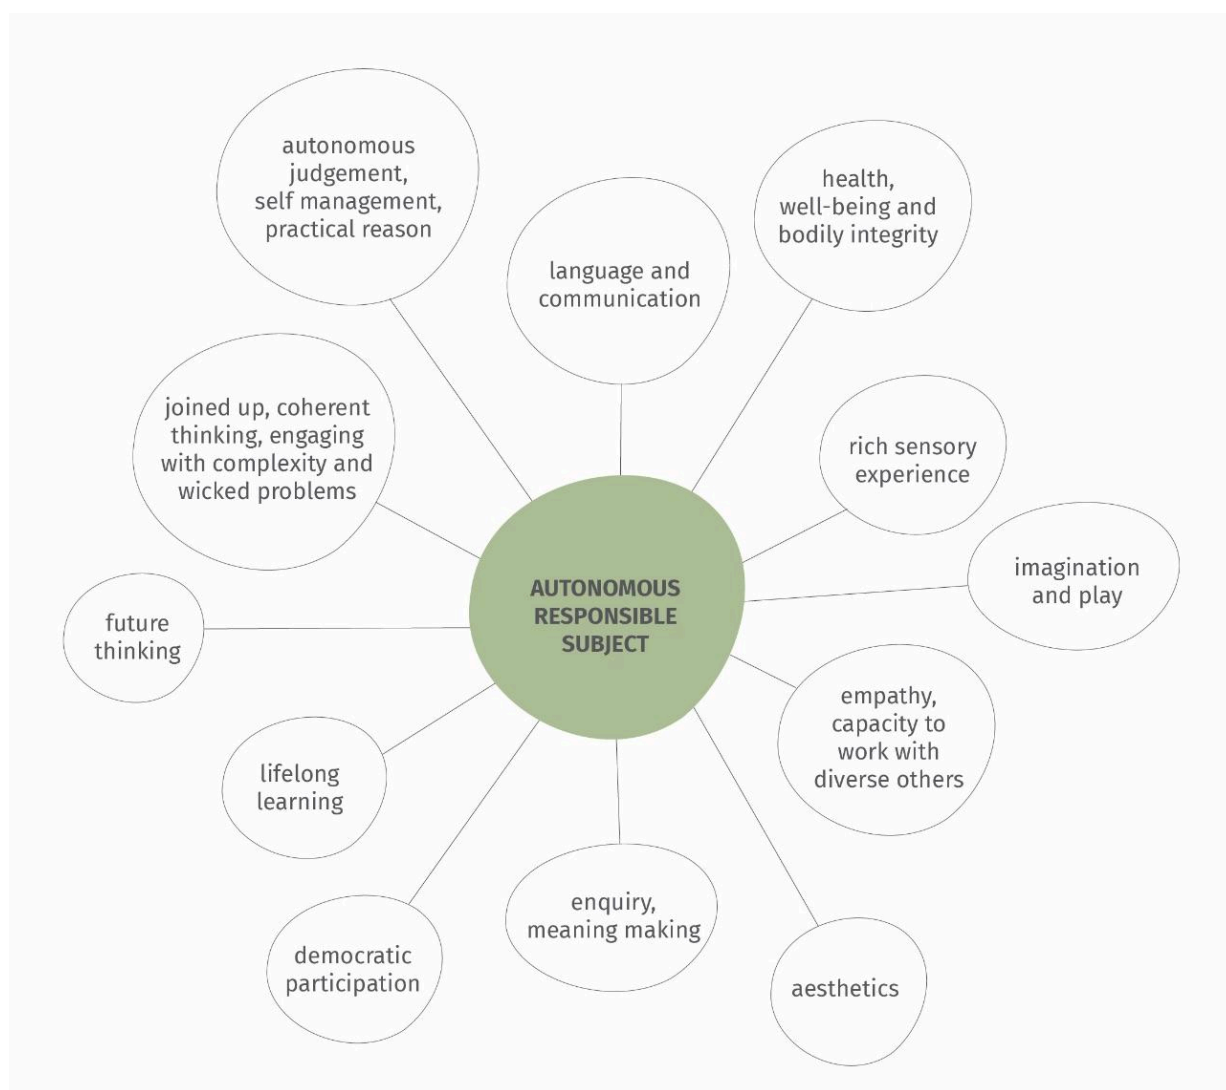 autonomous
judgement,
self management,
practical reason
health,
well-being and
bodily integrity
language and
communication
joined up, coherent
thinking, engaging
with complexity and
wicked problems
rich sensory
experience
imagination
and play
AUTONOMOUS
RESPONSIBLE
SUBJECT
future
thinking
empathy,
capacity to
work with
diverse others
lifelong
learning
enquiry,
meaning making
democratic
participation
aesthetics